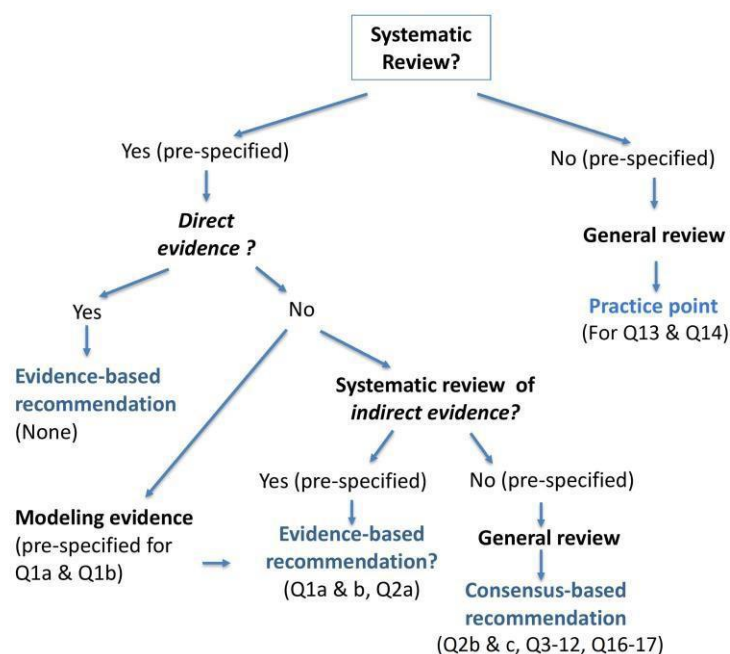 Systematic
Review?
Yes (pre-specified)
No (pre-specified)
Direct
evidence ?
General review
Yes
No
Practice point
(For Q13 & Q14)
Evidence-based
recommendation
(None)
Systematic review of
indirect evidence?
Yes (pre-specified)
No (pre-specified)
Modeling evidence
(pre-specified for
Q1a & Q1b)
Evidence-based
recommendation?
(Q1a & b, Q2a)
General review
Consensus-based
recommendation
(Q2b & c, Q3-12, Q16-17)